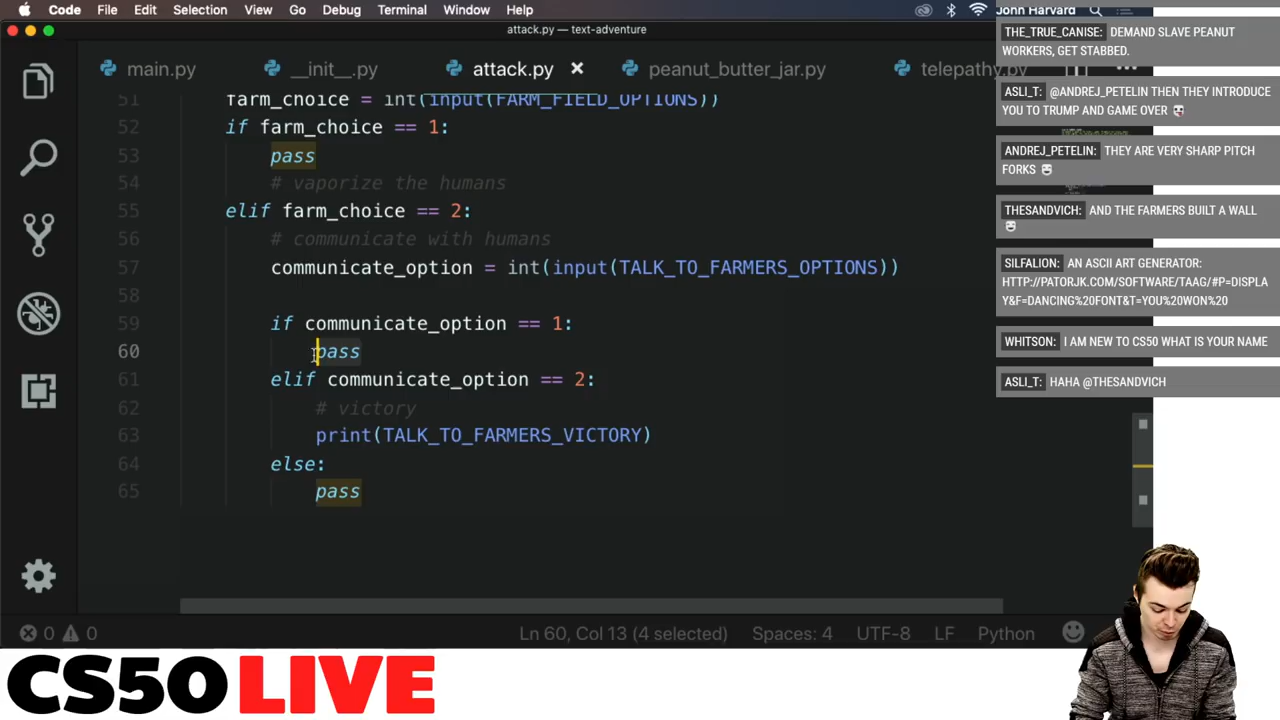 Code File Edit Selection View Go Debug Terminal Window Help John Harvard
attack.py — text-adventure
main.py __init__.py attack.py peanut_butter_jar.py telepathy.py
51 farm_choice = int(input(FARM_FIELD_OPTIONS))
52 if farm_choice == 1:
53 pass
54 # vaporize the humans
55 elif farm_choice == 2:
56 # communicate with humans
57 communicate_option = int(input(TALK_TO_FARMERS_OPTIONS))
58
59 if communicate_option == 1:
60 pass
61 elif communicate_option == 2:
62 # victory
63 print(TALK_TO_FARMERS_VICTORY)
64 else:
65 pass
0 0 Ln 60, Col 13 (4 selected) Spaces: 4 UTF-8 LF Python
THE_TRUE_CANISE: DEMAND SLAVE PEANUT
WORKERS, GET STABBED.
ASLI_T: @ANDREJ_PETELIN THEN THEY INTRODUCE
YOU TO TRUMP AND GAME OVER 😜
ANDREJ_PETELIN: THEY ARE VERY SHARP PITCH
FORKS 😀
THESANDVICH: AND THE FARMERS BUILT A WALL
😀
SILFALION: AN ASCII ART GENERATOR:
HTTP://PATORJK.COM/SOFTWARE/TAAG/#P=DISPLA
Y&F=DANCING%20FONT&T=YOU%20WON%20
WHITSON: I AM NEW TO CS50 WHAT IS YOUR NAME
ASLI_T: HAHA @THESANDVICH
CS50 LIVE